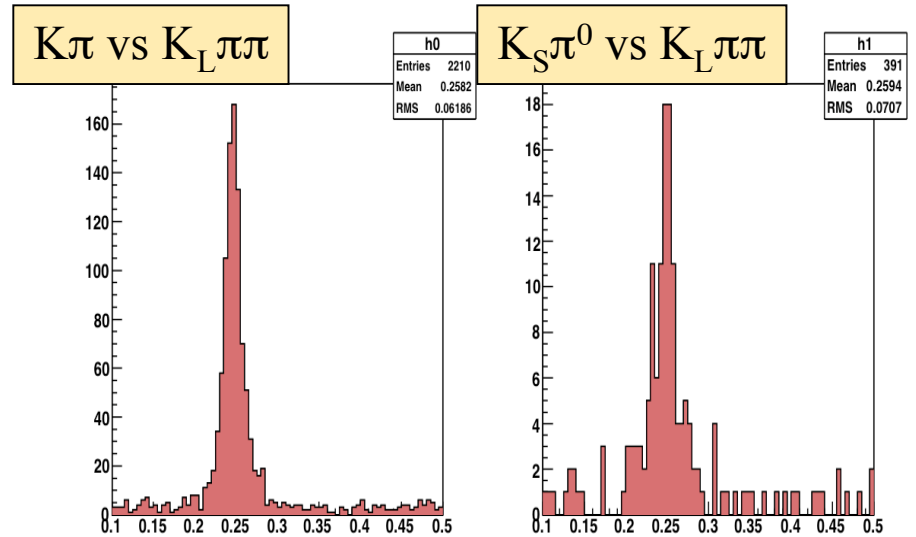 Kπ vs K_Lππ
h0
Entries 2210
Mean 0.2582
RMS 0.06186
160
140
120
100
80
60
40
20
0
0.1 0.15 0.2 0.25 0.3 0.35 0.4 0.45 0.5
K_Sπ⁰ vs K_Lππ
h1
Entries 391
Mean 0.2594
RMS 0.0707
18
16
14
12
10
8
6
4
2
0
0.1 0.15 0.2 0.25 0.3 0.35 0.4 0.45 0.5